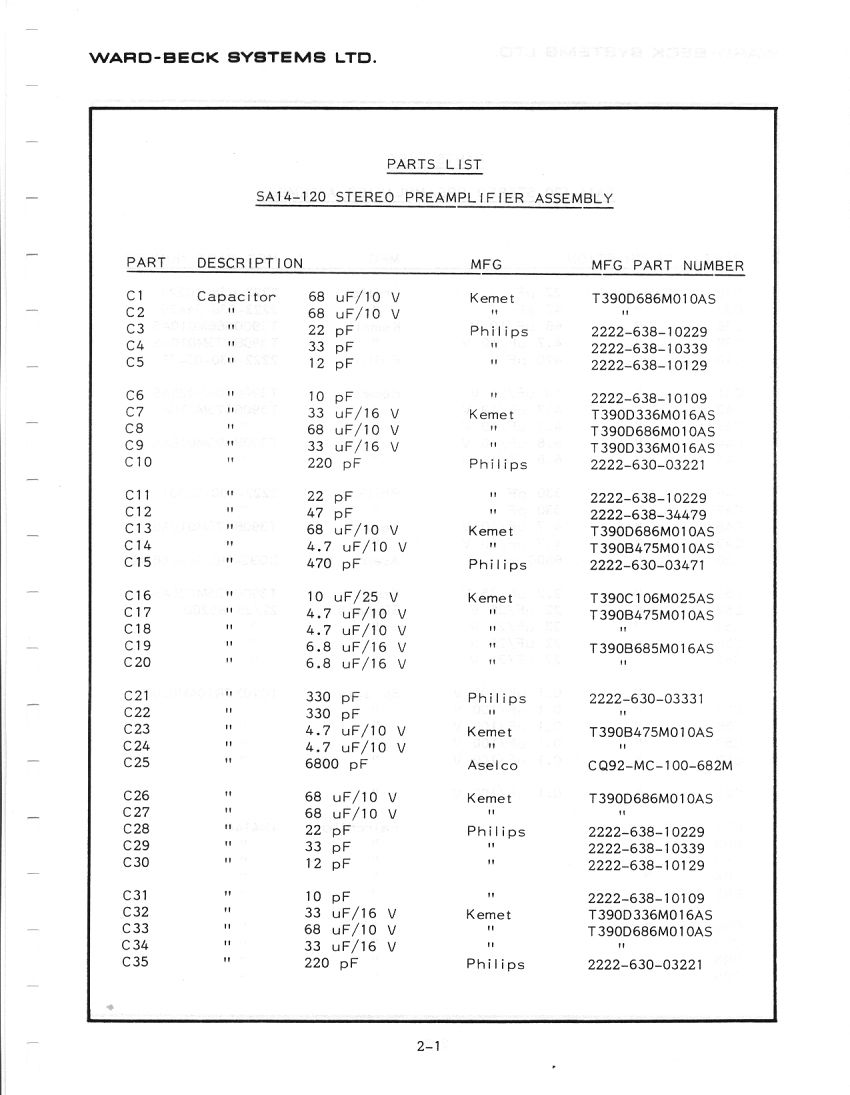 WARD-BECK SYSTEMS LTD.
PARTS LIST
SA14-120 STEREO PREAMPLIFIER ASSEMBLY
PART DESCRIPTION MFG MFG PART NUMBER
C1 Capacitor 68 uF/10 V Kemet T390D686M010AS
C2 " 68 uF/10 V " "
C3 " 22 pF Philips 2222-638-10229
C4 " 33 pF " 2222-638-10339
C5 " 12 pF " 2222-638-10129
C6 " 10 pF " 2222-638-10109
C7 " 33 uF/16 V Kemet T390D336M016AS
C8 " 68 uF/10 V " T390D686M010AS
C9 " 33 uF/16 V " T390D336M016AS
C10 " 220 pF Philips 2222-630-03221
C11 " 22 pF " 2222-638-10229
C12 " 47 pF " 2222-638-34479
C13 " 68 uF/10 V Kemet T390D686M010AS
C14 " 4.7 uF/10 V " T390B475M010AS
C15 " 470 pF Philips 2222-630-03471
C16 " 10 uF/25 V Kemet T390C106M025AS
C17 " 4.7 uF/10 V " T390B475M010AS
C18 " 4.7 uF/10 V " "
C19 " 6.8 uF/16 V " T390B685M016AS
C20 " 6.8 uF/16 V " "
C21 " 330 pF Philips 2222-630-03331
C22 " 330 pF " "
C23 " 4.7 uF/10 V Kemet T390B475M010AS
C24 " 4.7 uF/10 V " "
C25 " 6800 pF Aselco CQ92-MC-100-682M
C26 " 68 uF/10 V Kemet T390D686M010AS
C27 " 68 uF/10 V " "
C28 " 22 pF Philips 2222-638-10229
C29 " 33 pF " 2222-638-10339
C30 " 12 pF " 2222-638-10129
C31 " 10 pF " 2222-638-10109
C32 " 33 uF/16 V Kemet T390D336M016AS
C33 " 68 uF/10 V " T390D686M010AS
C34 " 33 uF/16 V " "
C35 " 220 pF Philips 2222-630-03221
2-1